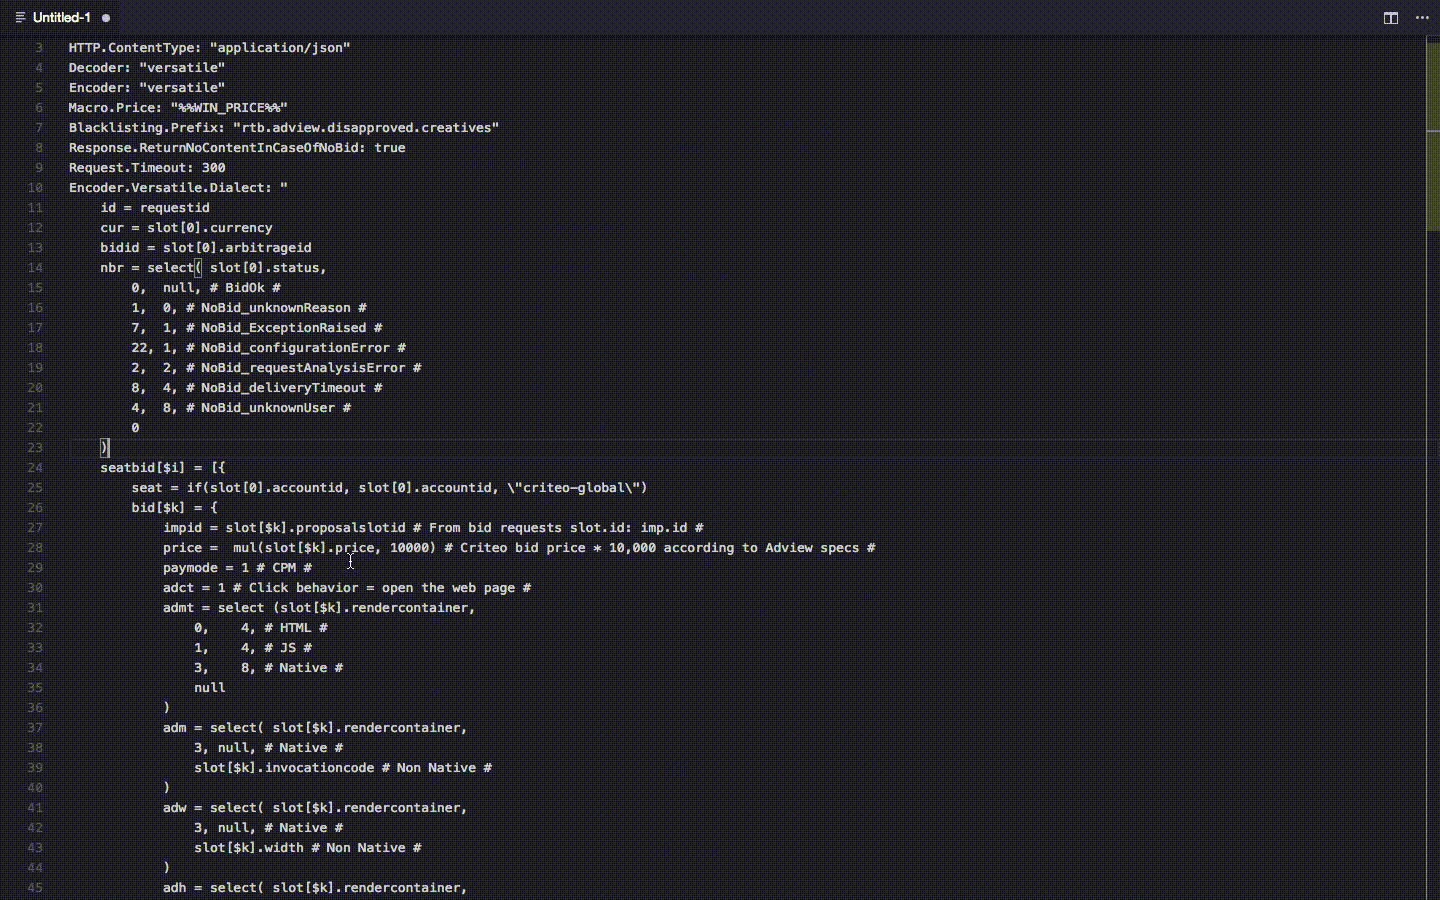 Untitled-1
3 HTTP.ContentType: "application/json"
4 Decoder: "versatile"
5 Encoder: "versatile"
6 Macro.Price: "%%WIN_PRICE%%"
7 Blacklisting.Prefix: "rtb.adview.disapproved.creatives"
8 Response.ReturnNoContentInCaseOfNoBid: true
9 Request.Timeout: 300
10 Encoder.Versatile.Dialect: "
11     id = requestid
12     cur = slot[0].currency
13     bidid = slot[0].arbitrageid
14     nbr = select( slot[0].status,
15         0,  null, # BidOk #
16         1,  0, # NoBid_unknownReason #
17         7,  1, # NoBid_ExceptionRaised #
18         22, 1, # NoBid_configurationError #
19         2,  2, # NoBid_requestAnalysisError #
20         8,  4, # NoBid_deliveryTimeout #
21         4,  8, # NoBid_unknownUser #
22         0
23     )
24     seatbid[$i] = [{
25         seat = if(slot[0].accountid, slot[0].accountid, \"criteo-global\")
26         bid[$k] = {
27             impid = slot[$k].proposalslotid # From bid requests slot.id: imp.id #
28             price =  mul(slot[$k].price, 10000) # Criteo bid price * 10,000 according to Adview specs #
29             paymode = 1 # CPM #
30             adct = 1 # Click behavior = open the web page #
31             admt = select (slot[$k].rendercontainer,
32                 0,    4, # HTML #
33                 1,    4, # JS #
34                 3,    8, # Native #
35                 null
36             )
37             adm = select( slot[$k].rendercontainer,
38                 3, null, # Native #
39                 slot[$k].invocationcode # Non Native #
40             )
41             adw = select( slot[$k].rendercontainer,
42                 3, null, # Native #
43                 slot[$k].width # Non Native #
44             )
45             adh = select( slot[$k].rendercontainer,